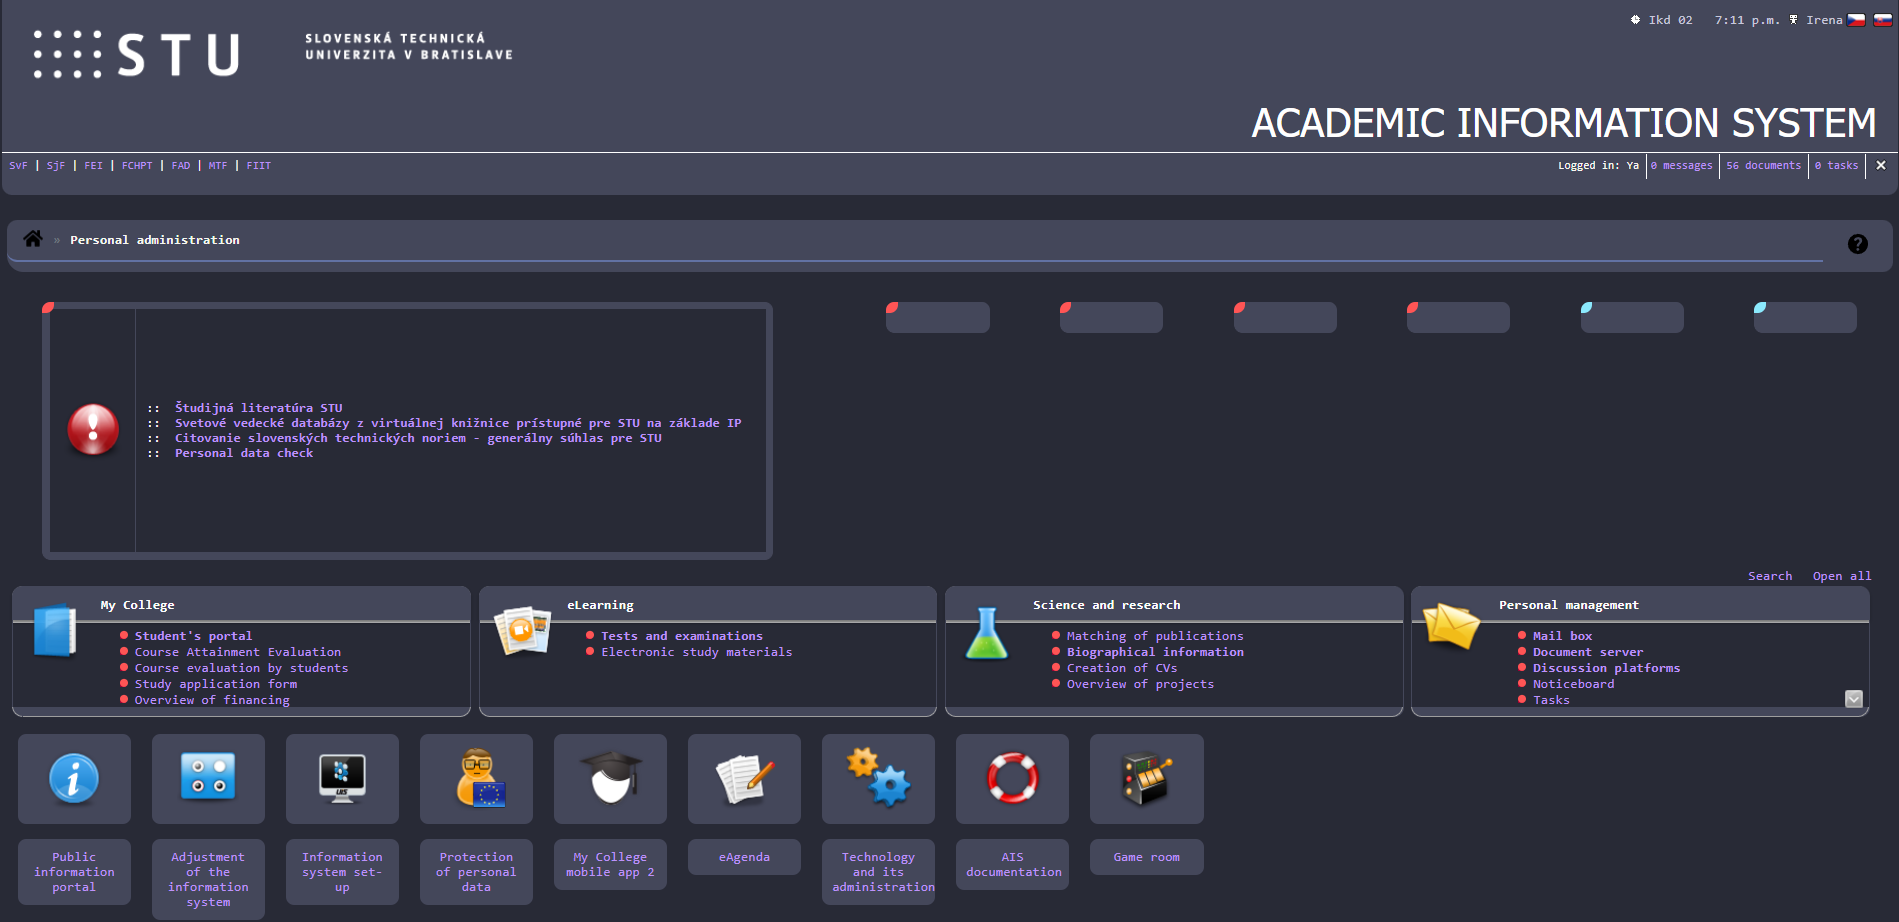 Ikd 02 7:11 p.m. Irena
STU
SLOVENSKÁ TECHNICKÁ
UNIVERZITA V BRATISLAVE
ACADEMIC INFORMATION SYSTEM
SvF | SjF | FEI | FCHPT | FAD | MTF | FIIT
Logged in: Ya 0 messages 56 documents 0 tasks ×
» Personal administration ?
:: Študijná literatúra STU
:: Svetové vedecké databázy z virtuálnej knižnice prístupné pre STU na základe IP
:: Citovanie slovenských technických noriem - generálny súhlas pre STU
:: Personal data check
Search Open all
My College
Student's portal
Course Attainment Evaluation
Course evaluation by students
Study application form
Overview of financing
eLearning
Tests and examinations
Electronic study materials
Science and research
Matching of publications
Biographical information
Creation of CVs
Overview of projects
Personal management
Mail box
Document server
Discussion platforms
Noticeboard
Tasks
UIS
Public
information
portal
Adjustment
of the
information
system
Information
system set-
up
Protection
of personal
data
My College
mobile app 2
eAgenda
Technology
and its
administration
AIS
documentation
Game room